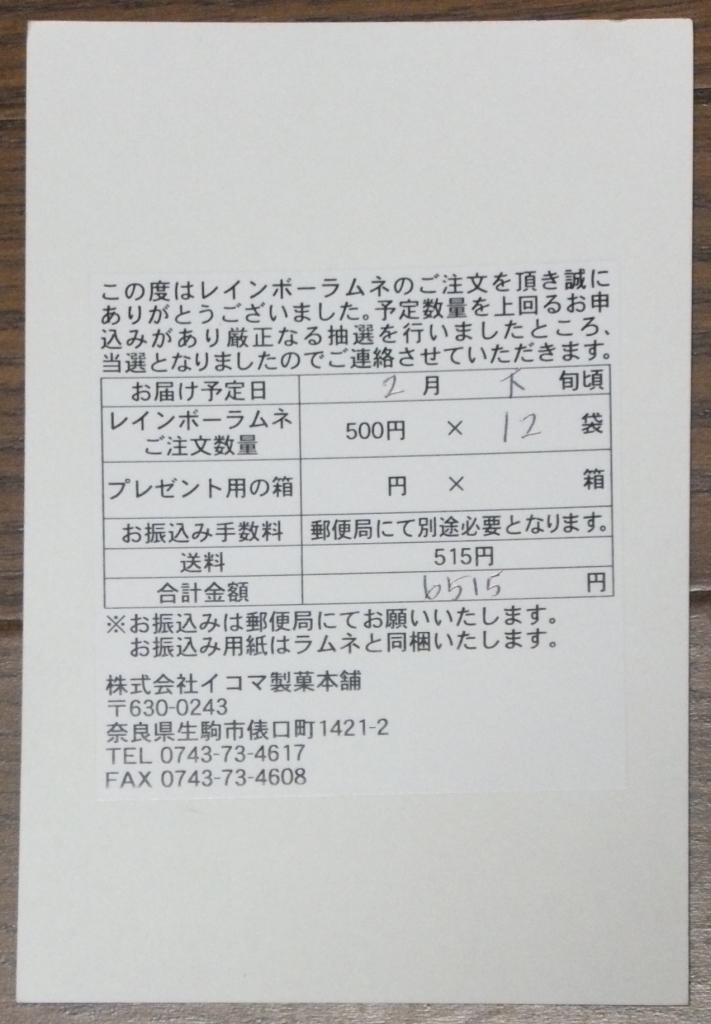 この度はレインボーラムネのご注文を頂き誠に
ありがとうございました。予定数量を上回るお申
込みがあり厳正なる抽選を行いましたところ、
当選となりましたのでご連絡させていただきます。
お届け予定日 2 月 下 旬頃
レインボーラムネ
ご注文数量 500円 × 12 袋
プレゼント用の箱 円 × 箱
お振込み手数料 郵便局にて別途必要となります。
送料 515円
合計金額 6515 円
※お振込みは郵便局にてお願いいたします。
お振込み用紙はラムネと同梱いたします。
株式会社イコマ製菓本舗
〒630-0243
奈良県生駒市俵口町1421-2
TEL 0743-73-4617
FAX 0743-73-4608